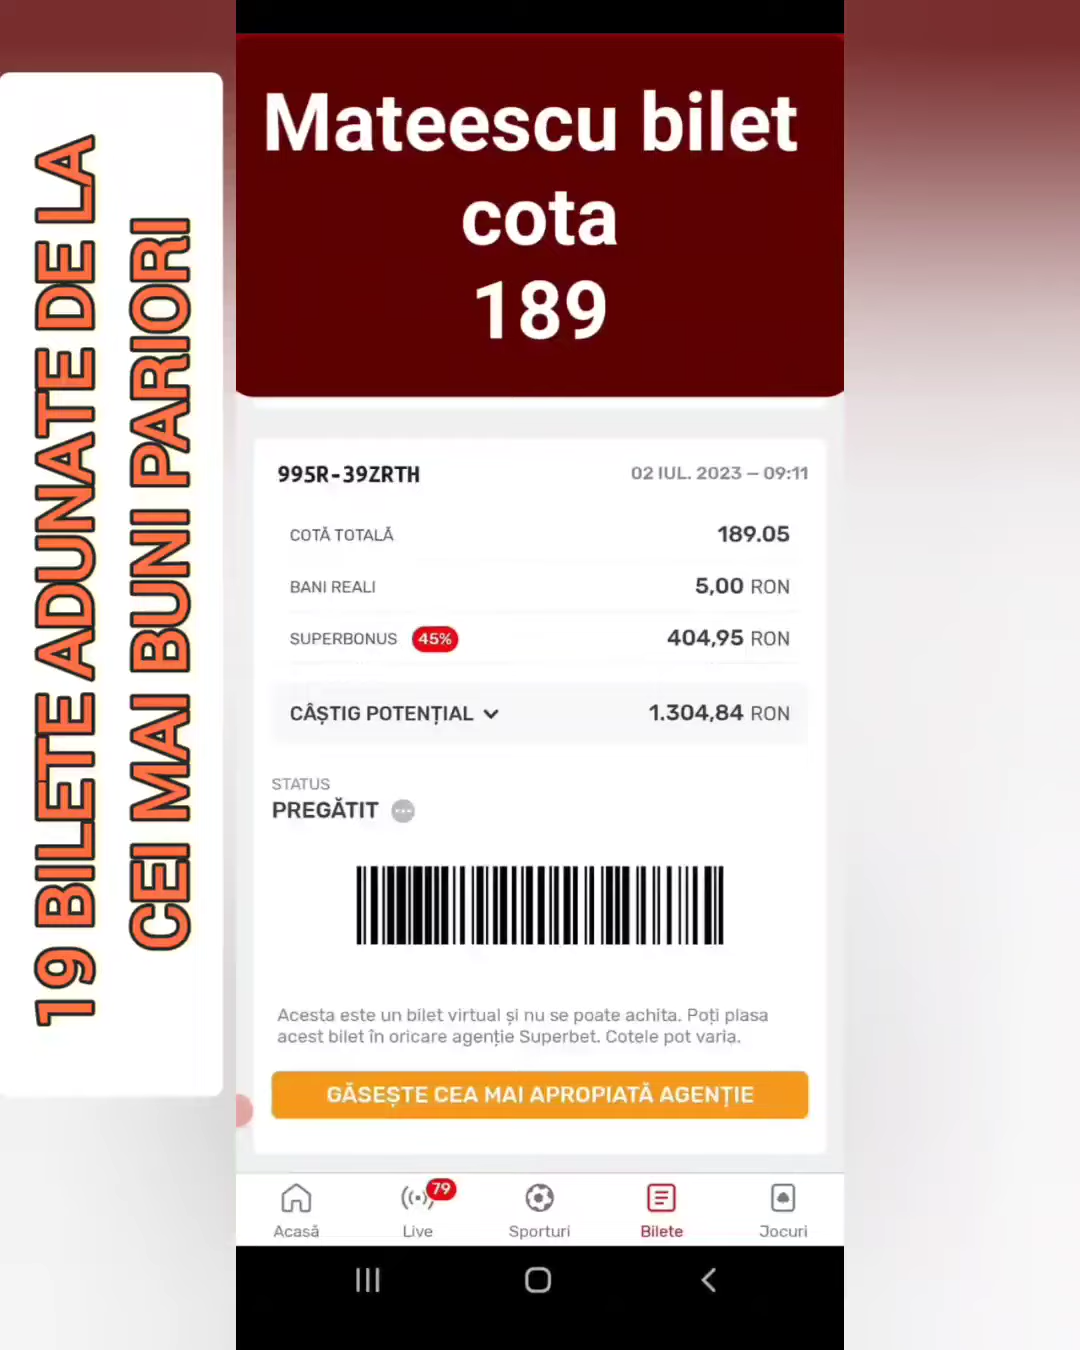 19 BILETE ADUNATE DE LA
CEI MAI BUNI PARIORI
Mateescu bilet
cota
189
995R-39ZRTH
02 IUL. 2023 – 09:11
COTĂ TOTALĂ
189.05
BANI REALI
5,00 RON
SUPERBONUS 45%
404,95 RON
CÂȘTIG POTENȚIAL
1.304,84 RON
STATUS
PREGĂTIT
Acesta este un bilet virtual și nu se poate achita. Poți plasa
acest bilet în oricare agenție Superbet. Cotele pot varia.
GĂSEȘTE CEA MAI APROPIATĂ AGENȚIE
79
Acasă
Live
Sporturi
Bilete
Jocuri